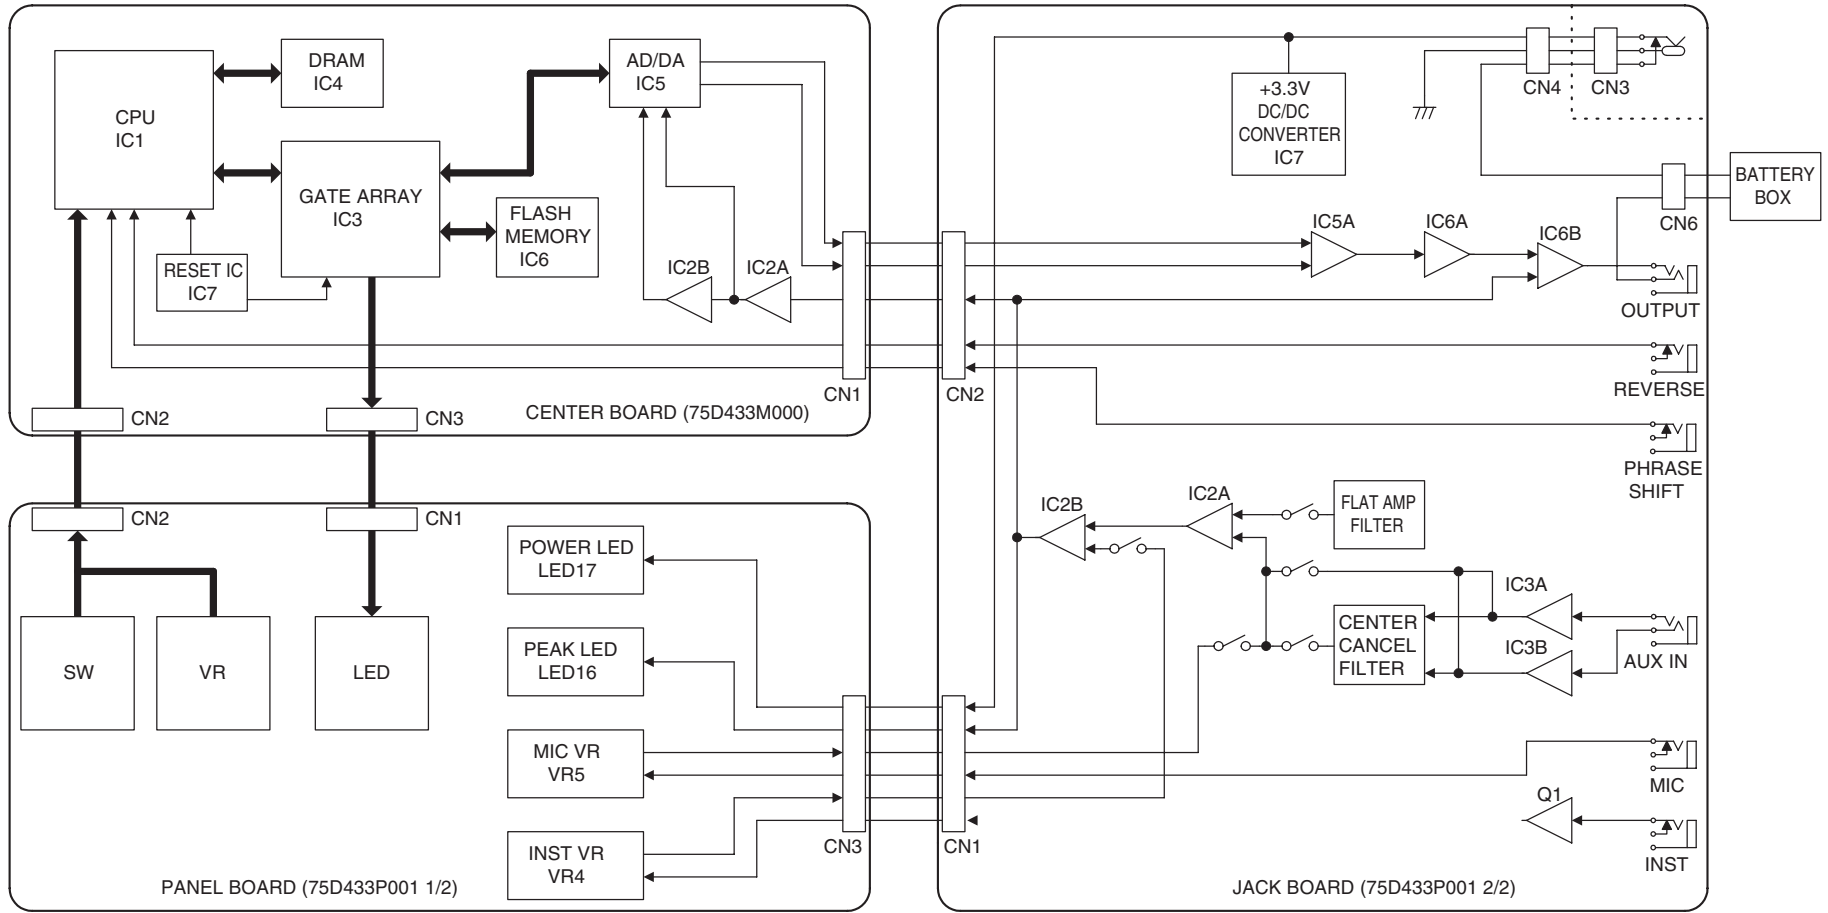 CPU
IC1
DRAM
IC4
AD/DA
IC5
GATE ARRAY
IC3
FLASH
MEMORY
IC6
RESET IC
IC7
IC2B
IC2A
CN1
CN2
CN3
CENTER BOARD (75D433M000)
+3.3V
DC/DC
CONVERTER
IC7
CN4
CN3
BATTERY
BOX
CN6
IC5A
IC6A
IC6B
OUTPUT
CN2
REVERSE
PHRASE
SHIFT
IC2B
IC2A
FLAT AMP
FILTER
IC3A
CENTER
CANCEL
FILTER
IC3B
AUX IN
MIC
Q1
INST
CN1
JACK BOARD (75D433P001 2/2)
CN2
CN1
SW
VR
LED
POWER LED
LED17
PEAK LED
LED16
MIC VR
VR5
INST VR
VR4
CN3
PANEL BOARD (75D433P001 1/2)